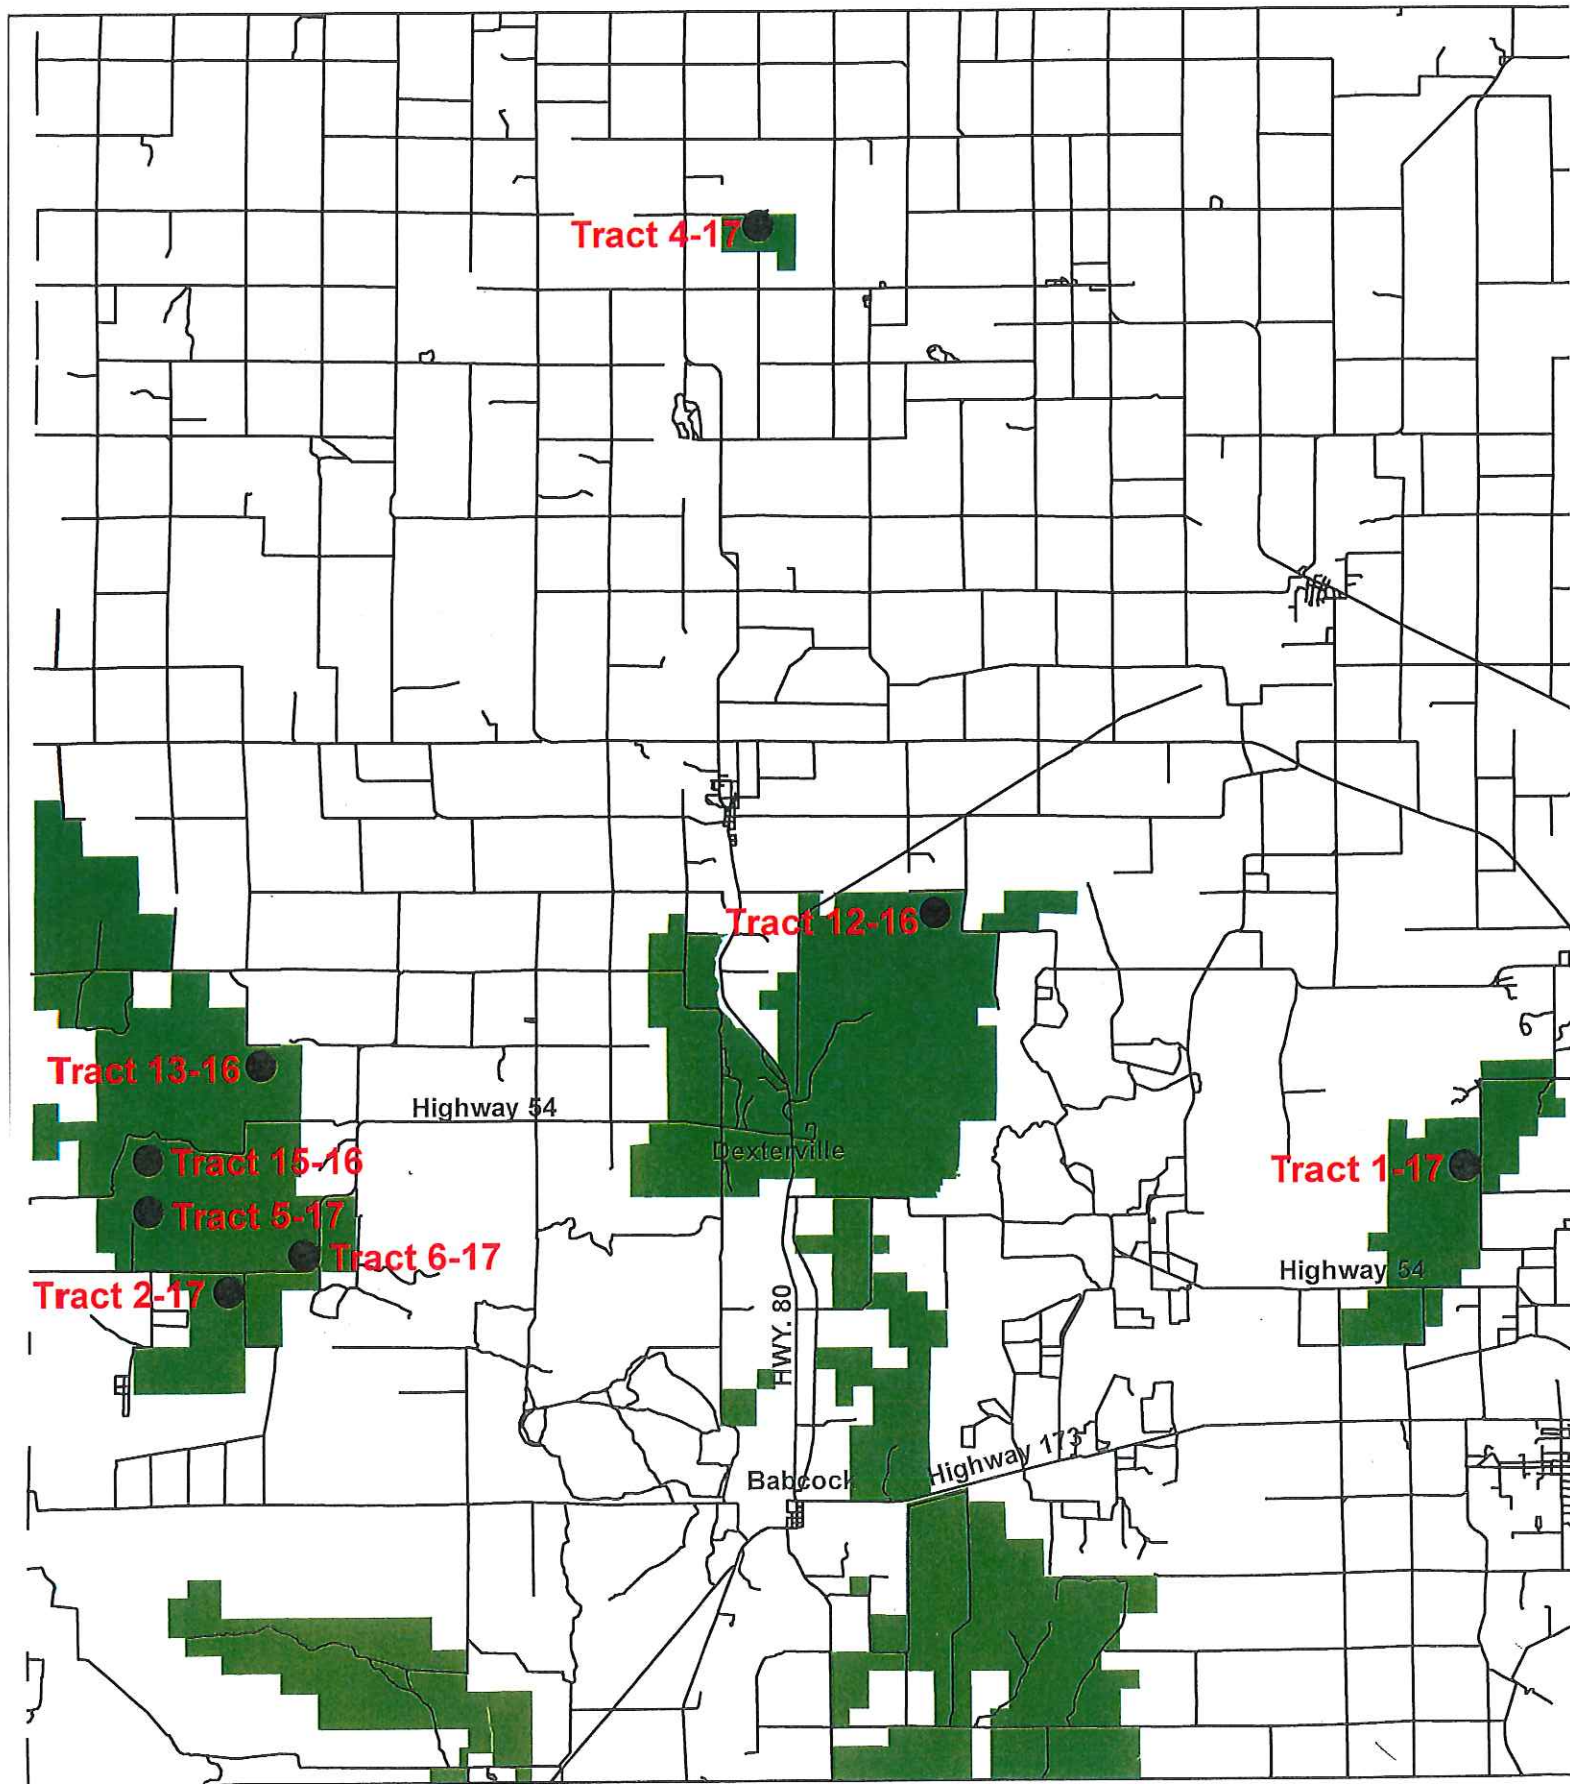 Tract 4-17
Tract 12-16
Tract 13-16
Highway 54
Dexterville
Tract 15-16
Tract 1-17
Tract 5-17
Tract 6-17
Highway 54
Tract 2-17
HWY. 80
Highway 173
Babcock